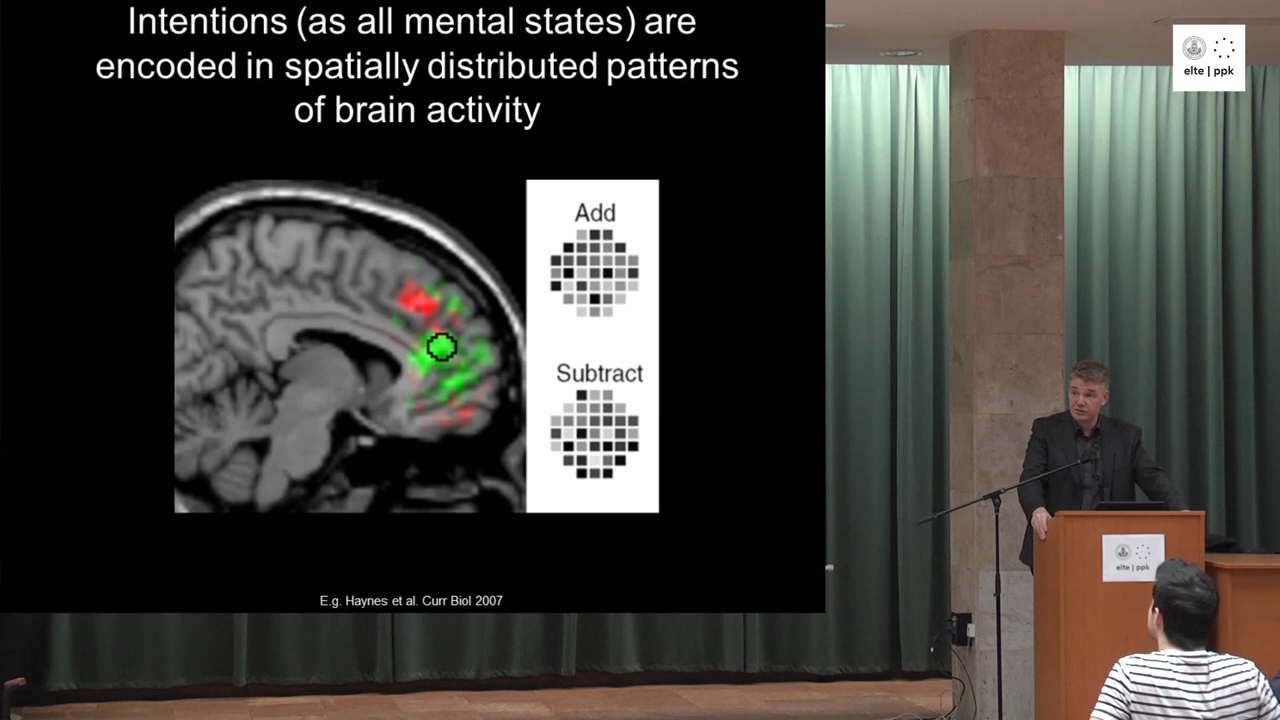 Intentions (as all mental states) are
encoded in spatially distributed patterns
of brain activity
Add
Subtract
E.g. Haynes et al. Curr Biol 2007
elte | ppk
elte | ppk